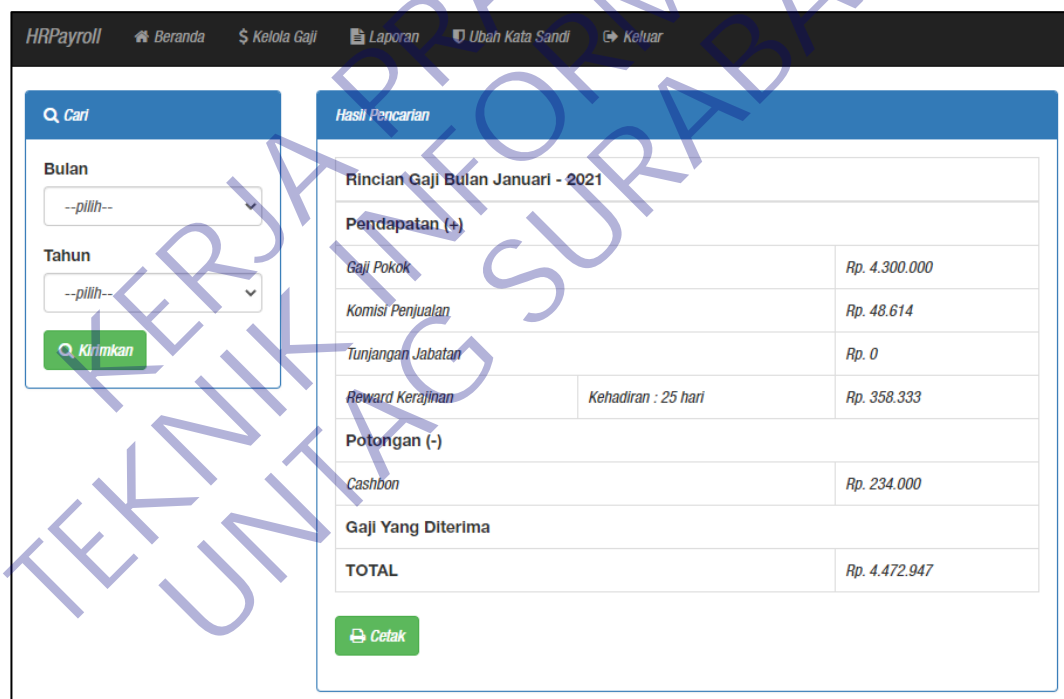 HRPayroll Beranda $ Kelola Gaji Laporan Ubah Kata Sandi Keluar
Cari
Bulan
--pilih--
Tahun
--pilih--
Kirimkan
Hasil Pencarian
Rincian Gaji Bulan Januari - 2021
Pendapatan (+)
Gaji Pokok Rp. 4.300.000
Komisi Penjualan Rp. 48.614
Tunjangan Jabatan Rp. 0
Reward Kerajinan Kehadiran : 25 hari Rp. 358.333
Potongan (-)
Cashbon Rp. 234.000
Gaji Yang Diterima
TOTAL Rp. 4.472.947
Cetak
KERJA PRA
TEKNIK INFORM
UNTAG SURABA